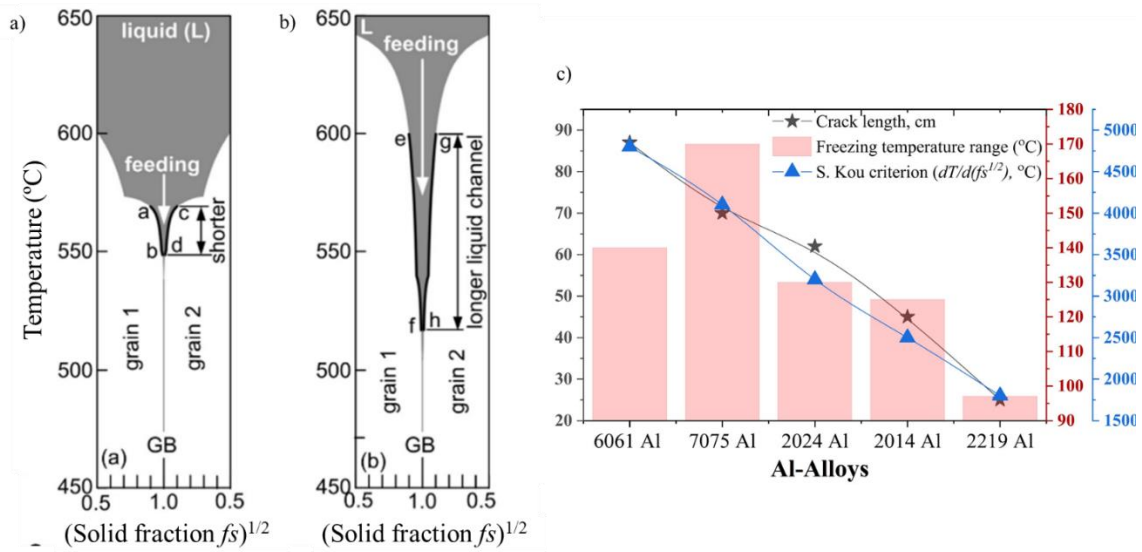 a)
650
600
550
500
450
Temperature (°C)
liquid (L)
feeding
feeding
a
c
b
d
shorter
grain 1
grain 2
GB
(a)
0.5
1.0
0.5
(Solid fraction fs)1/2
b)
650
600
550
500
450
L
feeding
e
g
f
h
longer liquid channel
grain 1
grain 2
GB
(b)
0.5
1.0
0.5
(Solid fraction fs)1/2
c)
Crack length, cm
Freezing temperature range (°C)
S. Kou criterion (dT/d(fs1/2), °C)
90
80
70
60
50
40
30
20
180
170
160
150
140
130
120
110
100
90
5000
4500
4000
3500
3000
2500
2000
1500
6061 Al
7075 Al
2024 Al
2014 Al
2219 Al
Al-Alloys